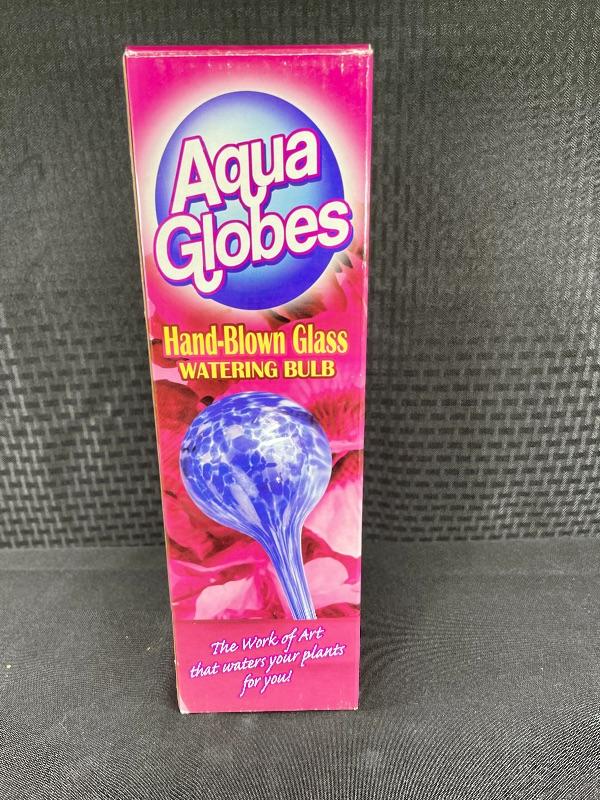 Aqua
Globes
Hand-Blown Glass
WATERING BULB
The Work of Art
that waters your plants
for you!